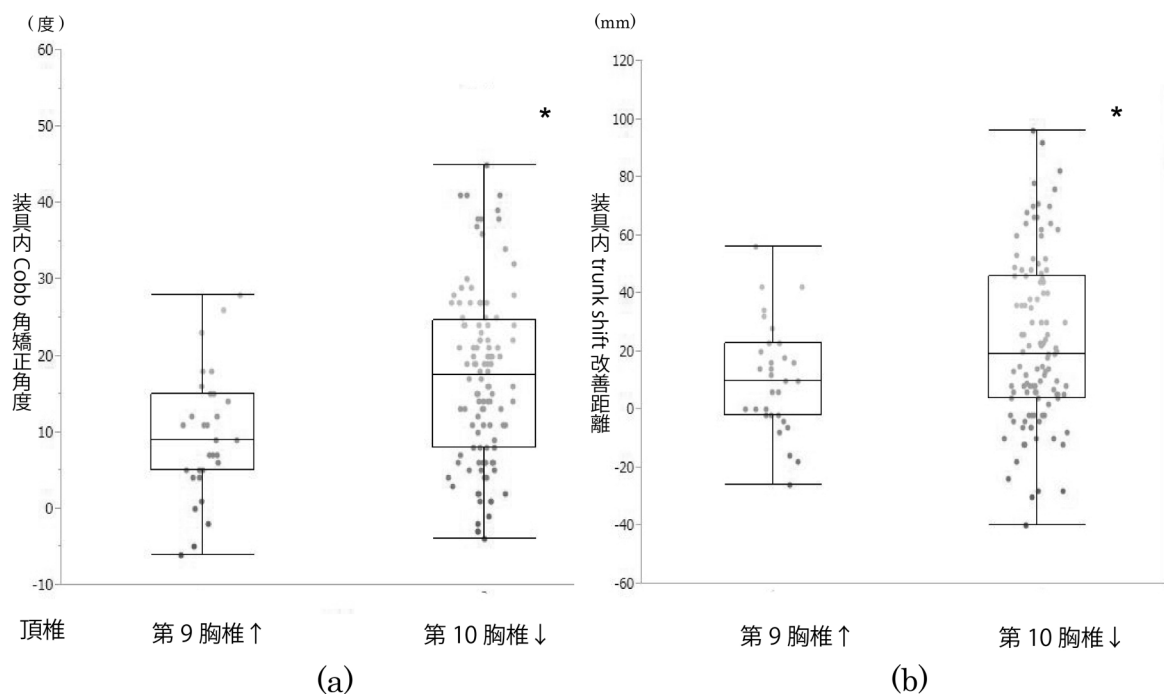 (度)
60
50
40
30
20
10
0
-10
装具内 Cobb 角矯正角度
*
頂椎
第 9 胸椎↑
第 10 胸椎↓
(a)
(mm)
120
100
80
60
40
20
0
-20
-40
-60
装具内 trunk shift 改善距離
*
第 9 胸椎↑
第 10 胸椎↓
(b)